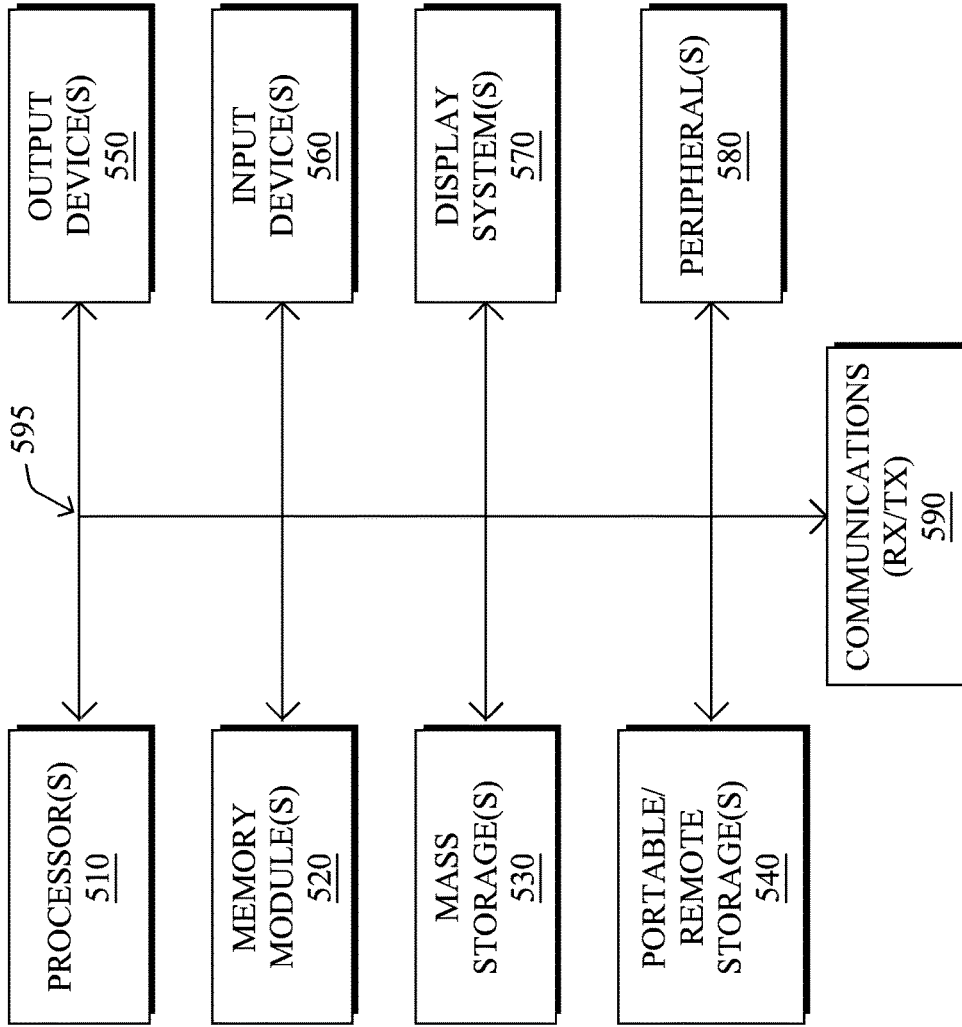 595
PROCESSOR(S)
510
MEMORY
MODULE(S)
520
MASS
STORAGE(S)
530
PORTABLE/
REMOTE
STORAGE(S)
540
OUTPUT
DEVICE(S)
550
INPUT
DEVICE(S)
560
DISPLAY
SYSTEM(S)
570
PERIPHERAL(S)
580
COMMUNICATIONS
(RX/TX)
590